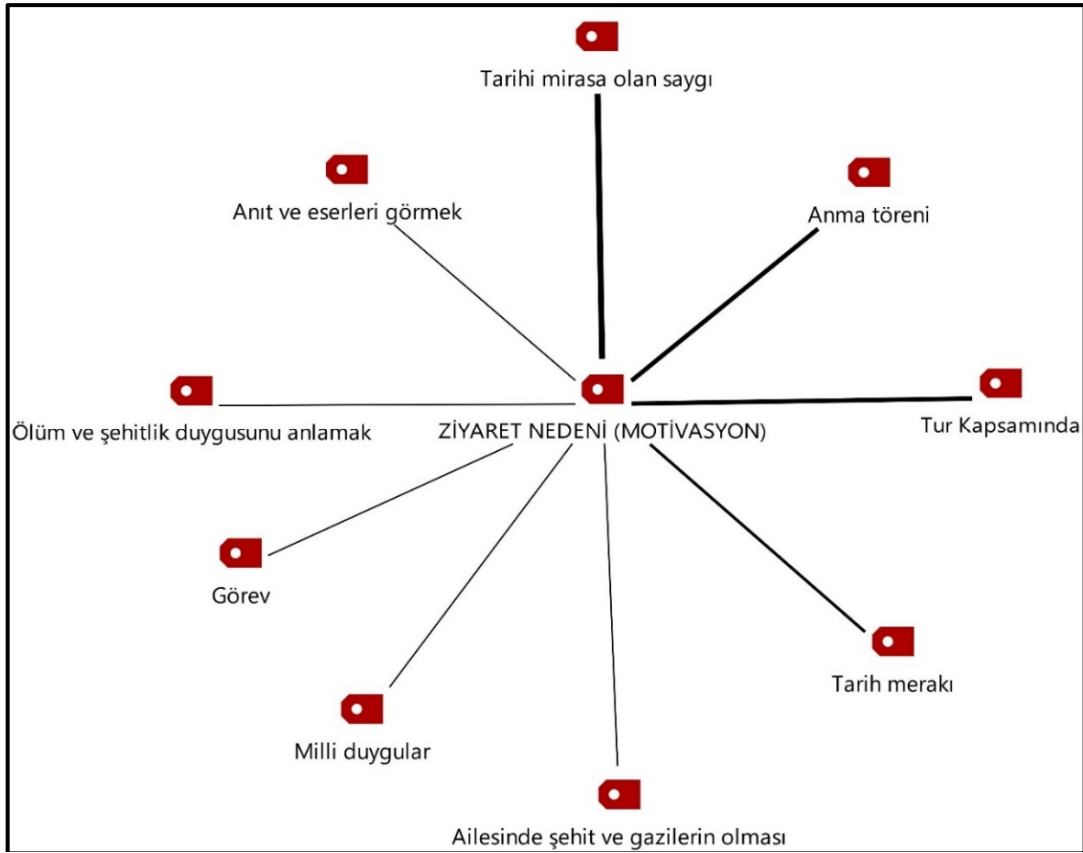 Tarihi mirasa olan saygı
Anıt ve eserleri görmek
Anma töreni
Ölüm ve şehitlik duygusunu anlamak
ZİYARET NEDENİ (MOTİVASYON)
Tur Kapsamında
Görev
Tarih merakı
Milli duygular
Ailesinde şehit ve gazilerin olması